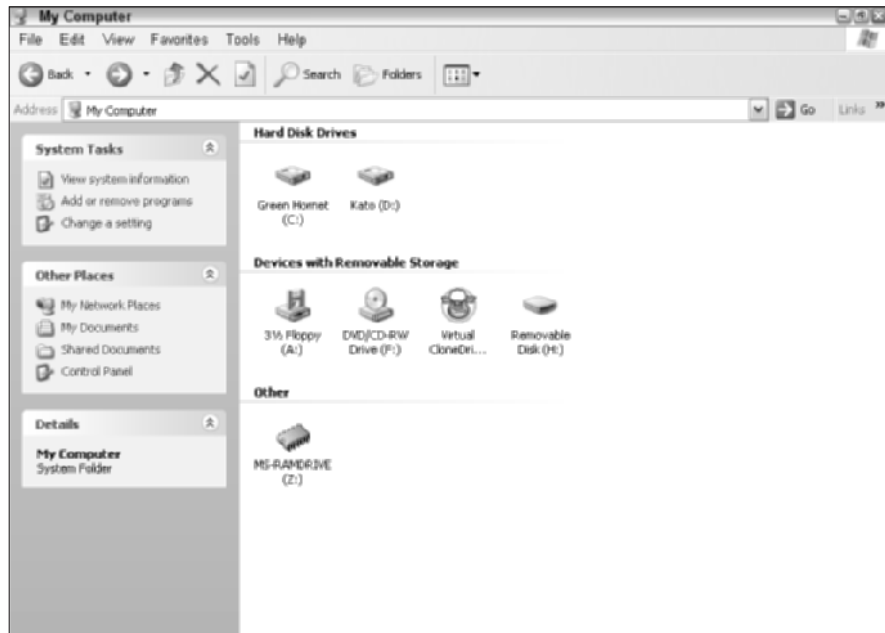 My Computer
File Edit View Favorites Tools Help
Back Search Folders
Address My Computer Go Links »
System Tasks
View system information
Add or remove programs
Change a setting
Other Places
My Network Places
My Documents
Shared Documents
Control Panel
Details
My Computer
System Folder
Hard Disk Drives
Green Hornet
(C:)
Kato (D:)
Devices with Removable Storage
3½ Floppy
(A:)
DVD/CD-RW
Drive (F:)
Virtual
CloneDri...
Removable
Disk (H:)
Other
MS-RAMDRIVE
(Z:)